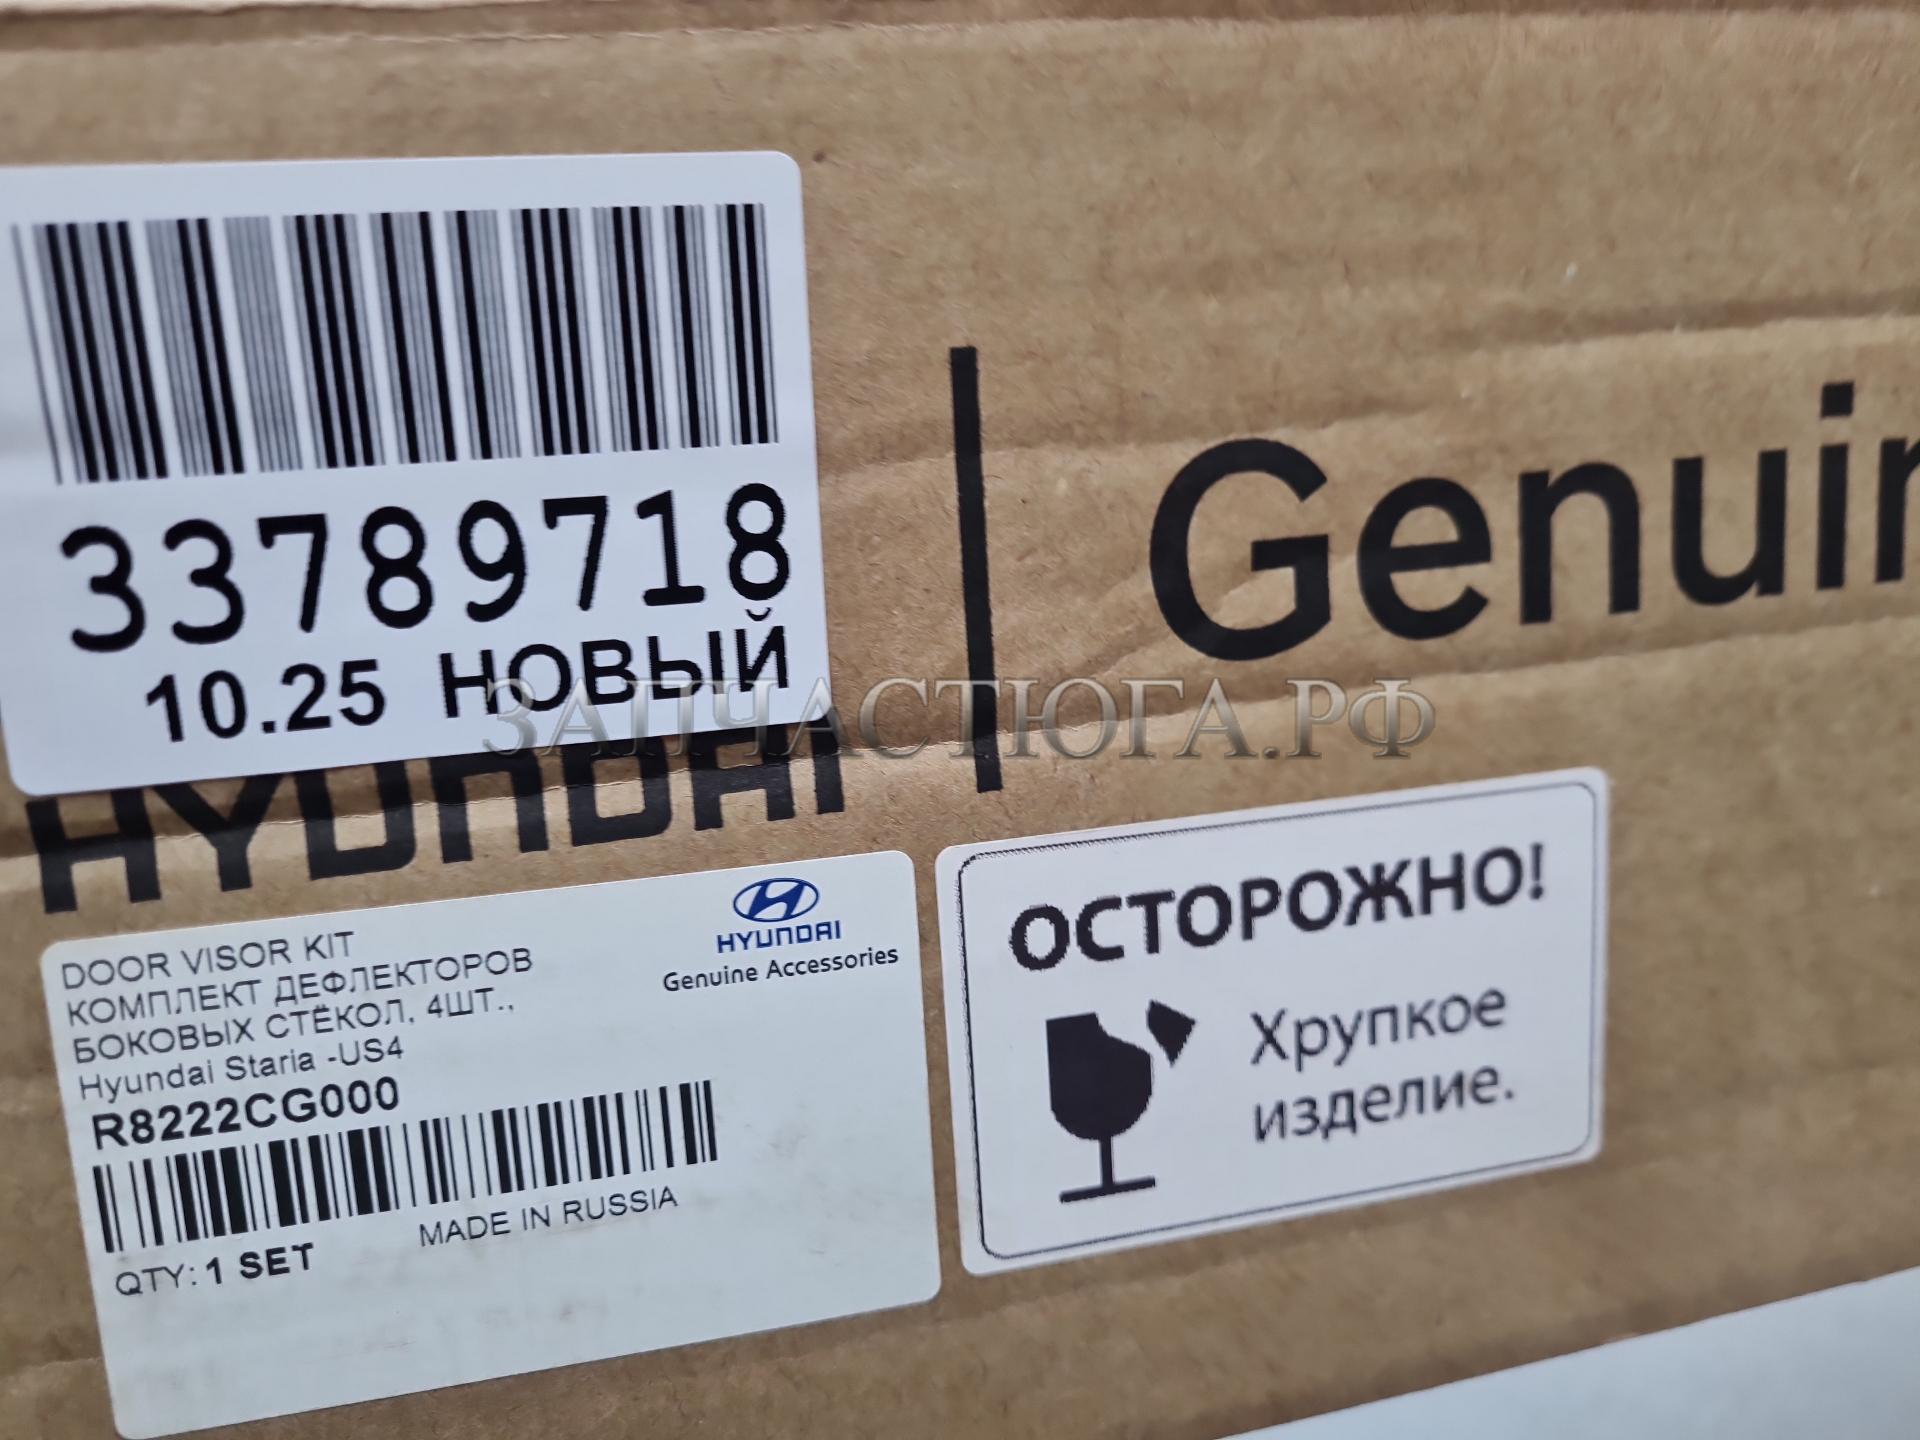 33789718
10.25 НОВЫЙ
ЗАПЧАСТЮГА.РФ
HYUNDAI
Genuin
DOOR VISOR KIT
КОМПЛЕКТ ДЕФЛЕКТОРОВ
БОКОВЫХ СТЁКОЛ, 4ШТ.,
Hyundai Staria -US4
R8222CG000
MADE IN RUSSIA
QTY: 1 SET
HYUNDAI
Genuine Accessories
ОСТОРОЖНО!
Хрупкое
изделие.